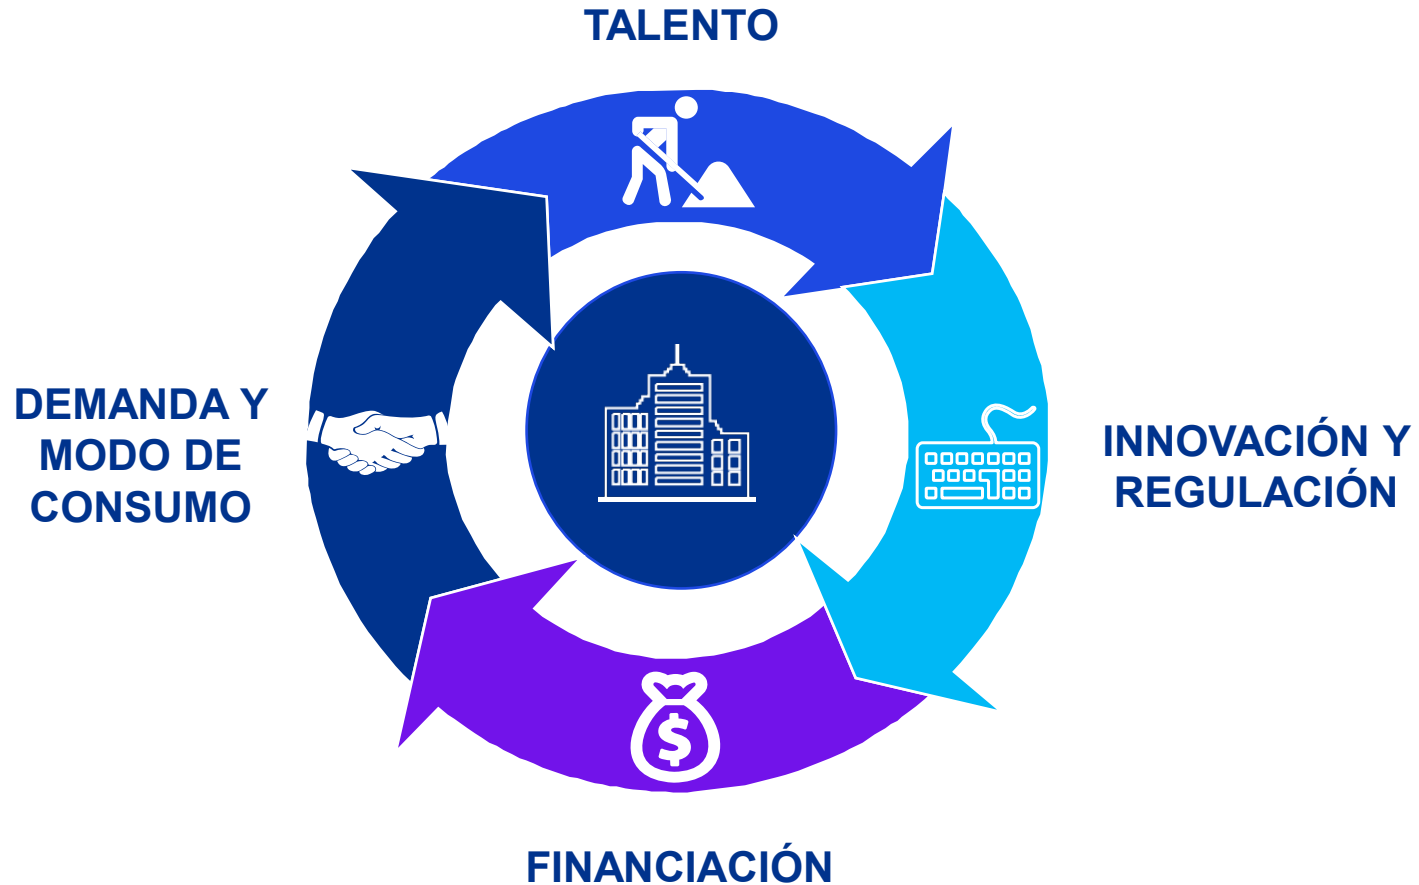 TALENTO
DEMANDA Y
MODO DE
CONSUMO
INNOVACIÓN Y
REGULACIÓN
$
FINANCIACIÓN